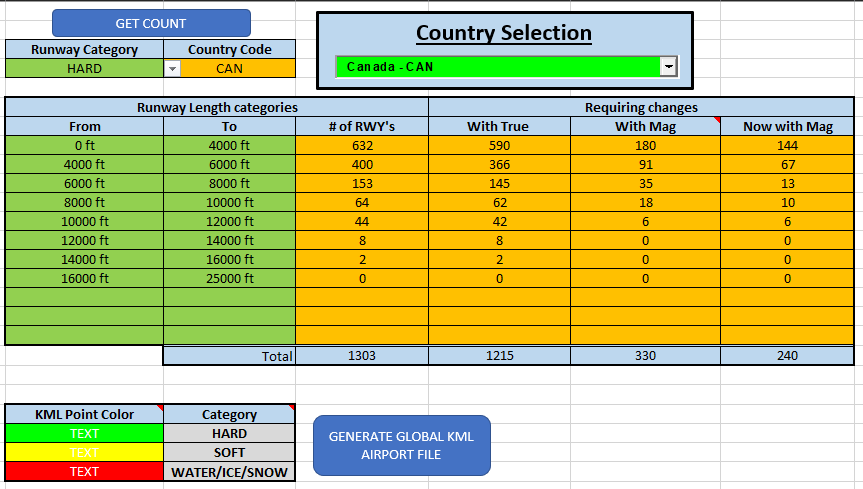 GET COUNT
Country Selection
Runway Category Country Code
HARD CAN
Canada - CAN
Runway Length categories Requiring changes
From To # of RWY's With True With Mag Now with Mag
0 ft 4000 ft 632 590 180 144
4000 ft 6000 ft 400 366 91 67
6000 ft 8000 ft 153 145 35 13
8000 ft 10000 ft 64 62 18 10
10000 ft 12000 ft 44 42 6 6
12000 ft 14000 ft 8 8 0 0
14000 ft 16000 ft 2 2 0 0
16000 ft 25000 ft 0 0 0 0
Total 1303 1215 330 240
KML Point Color Category
TEXT HARD
TEXT SOFT
TEXT WATER/ICE/SNOW
GENERATE GLOBAL KML
AIRPORT FILE